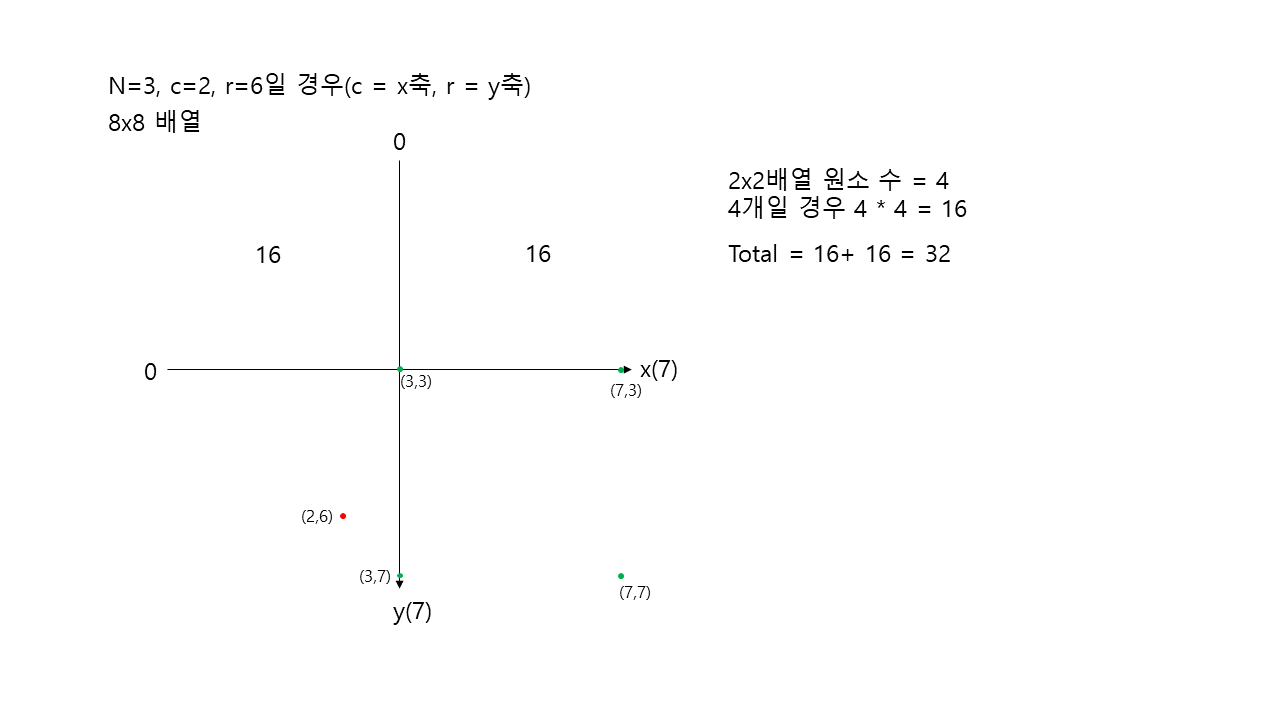 N=3, c=2, r=6일 경우(c = x축, r = y축)
8x8 배열
0
2x2배열 원소 수 = 4
4개일 경우 4 * 4 = 16
16
16
Total = 16+ 16 = 32
0
x(7)
(3,3)
(7,3)
(2,6)
(3,7)
(7,7)
y(7)